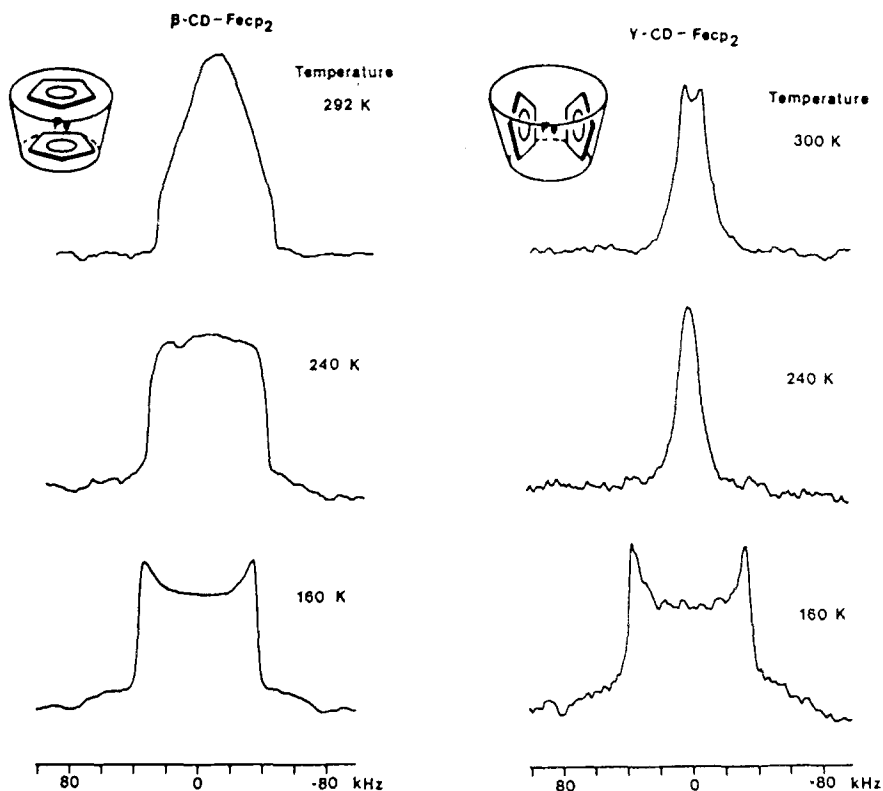 β-CD-Fecp2
Temperature
292 K
240 K
160 K
80 0 -80 kHz
γ-CD-Fecp2
Temperature
300 K
240 K
160 K
80 0 -80 kHz